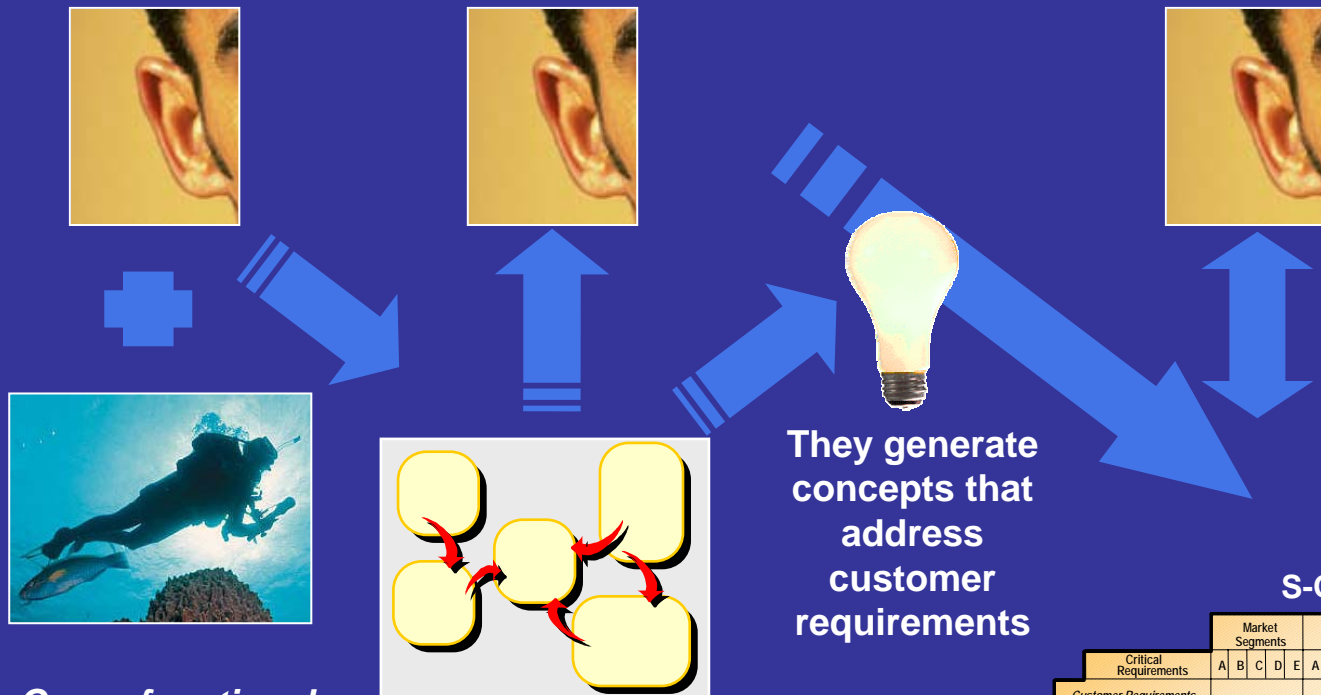 They generate
concepts that
address
customer
requirements
Market
Segments
Critical
Requirements
A B C D E A